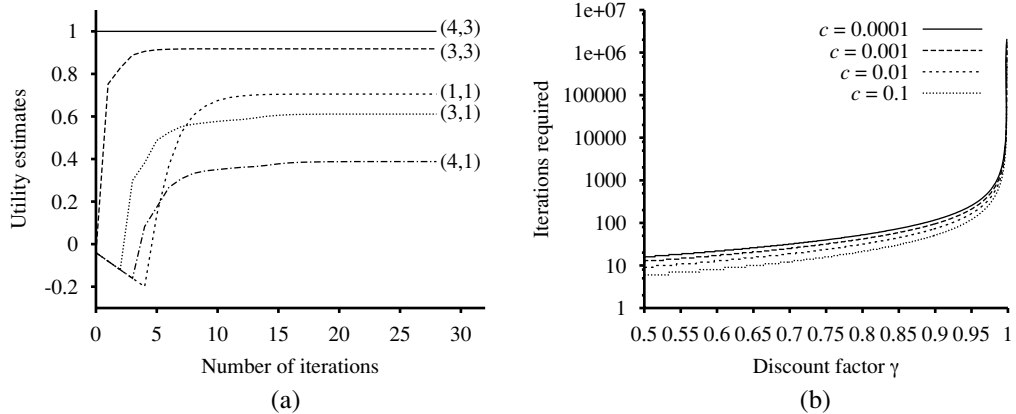 1
0.8
0.6
0.4
0.2
0
-0.2
Utility estimates
(4,3)
(3,3)
(1,1)
(3,1)
(4,1)
0 5 10 15 20 25 30
Number of iterations
(a)
1e+07
1e+06
100000
10000
1000
100
10
1
Iterations required
c = 0.0001
c = 0.001
c = 0.01
c = 0.1
0.5 0.55 0.6 0.65 0.7 0.75 0.8 0.85 0.9 0.95 1
Discount factor γ
(b)